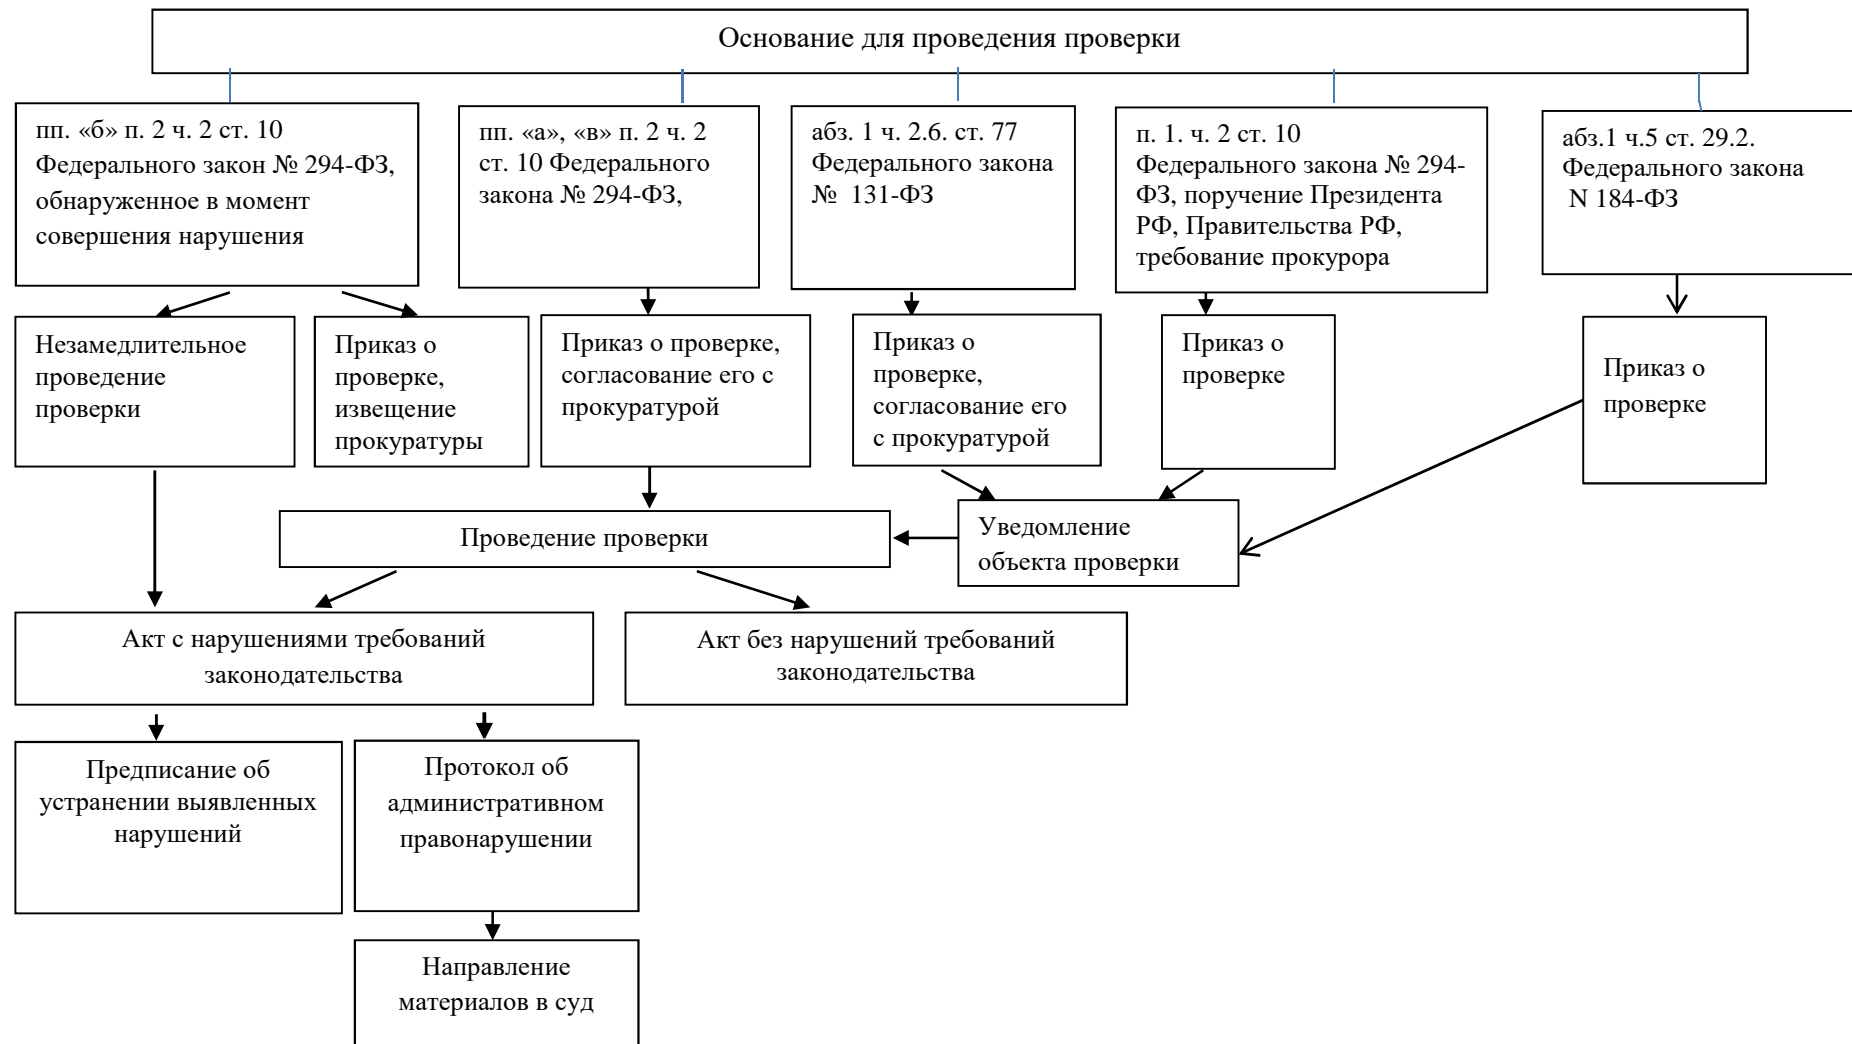 Основание для проведения проверки
пп. «б» п. 2 ч. 2 ст. 10
Федерального закон № 294-ФЗ,
обнаруженное в момент
совершения нарушения
пп. «а», «в» п. 2 ч. 2
ст. 10 Федерального
закона № 294-ФЗ,
абз. 1 ч. 2.6. ст. 77
Федерального закона
№ 131-ФЗ
п. 1. ч. 2 ст. 10
Федерального закона № 294-
ФЗ, поручение Президента
РФ, Правительства РФ,
требование прокурора
абз.1 ч.5 ст. 29.2.
Федерального закона
N 184-ФЗ
Незамедлительное
проведение
проверки
Приказ о
проверке,
извещение
прокуратуры
Приказ о проверке,
согласование его с
прокуратурой
Приказ о
проверке,
согласование его
с прокуратурой
Приказ о
проверке
Приказ о
проверке
Проведение проверки
Уведомление
объекта проверки
Акт с нарушениями требований
законодательства
Акт без нарушений требований
законодательства
Предписание об
устранении выявленных
нарушений
Протокол об
административном
правонарушении
Направление
материалов в суд